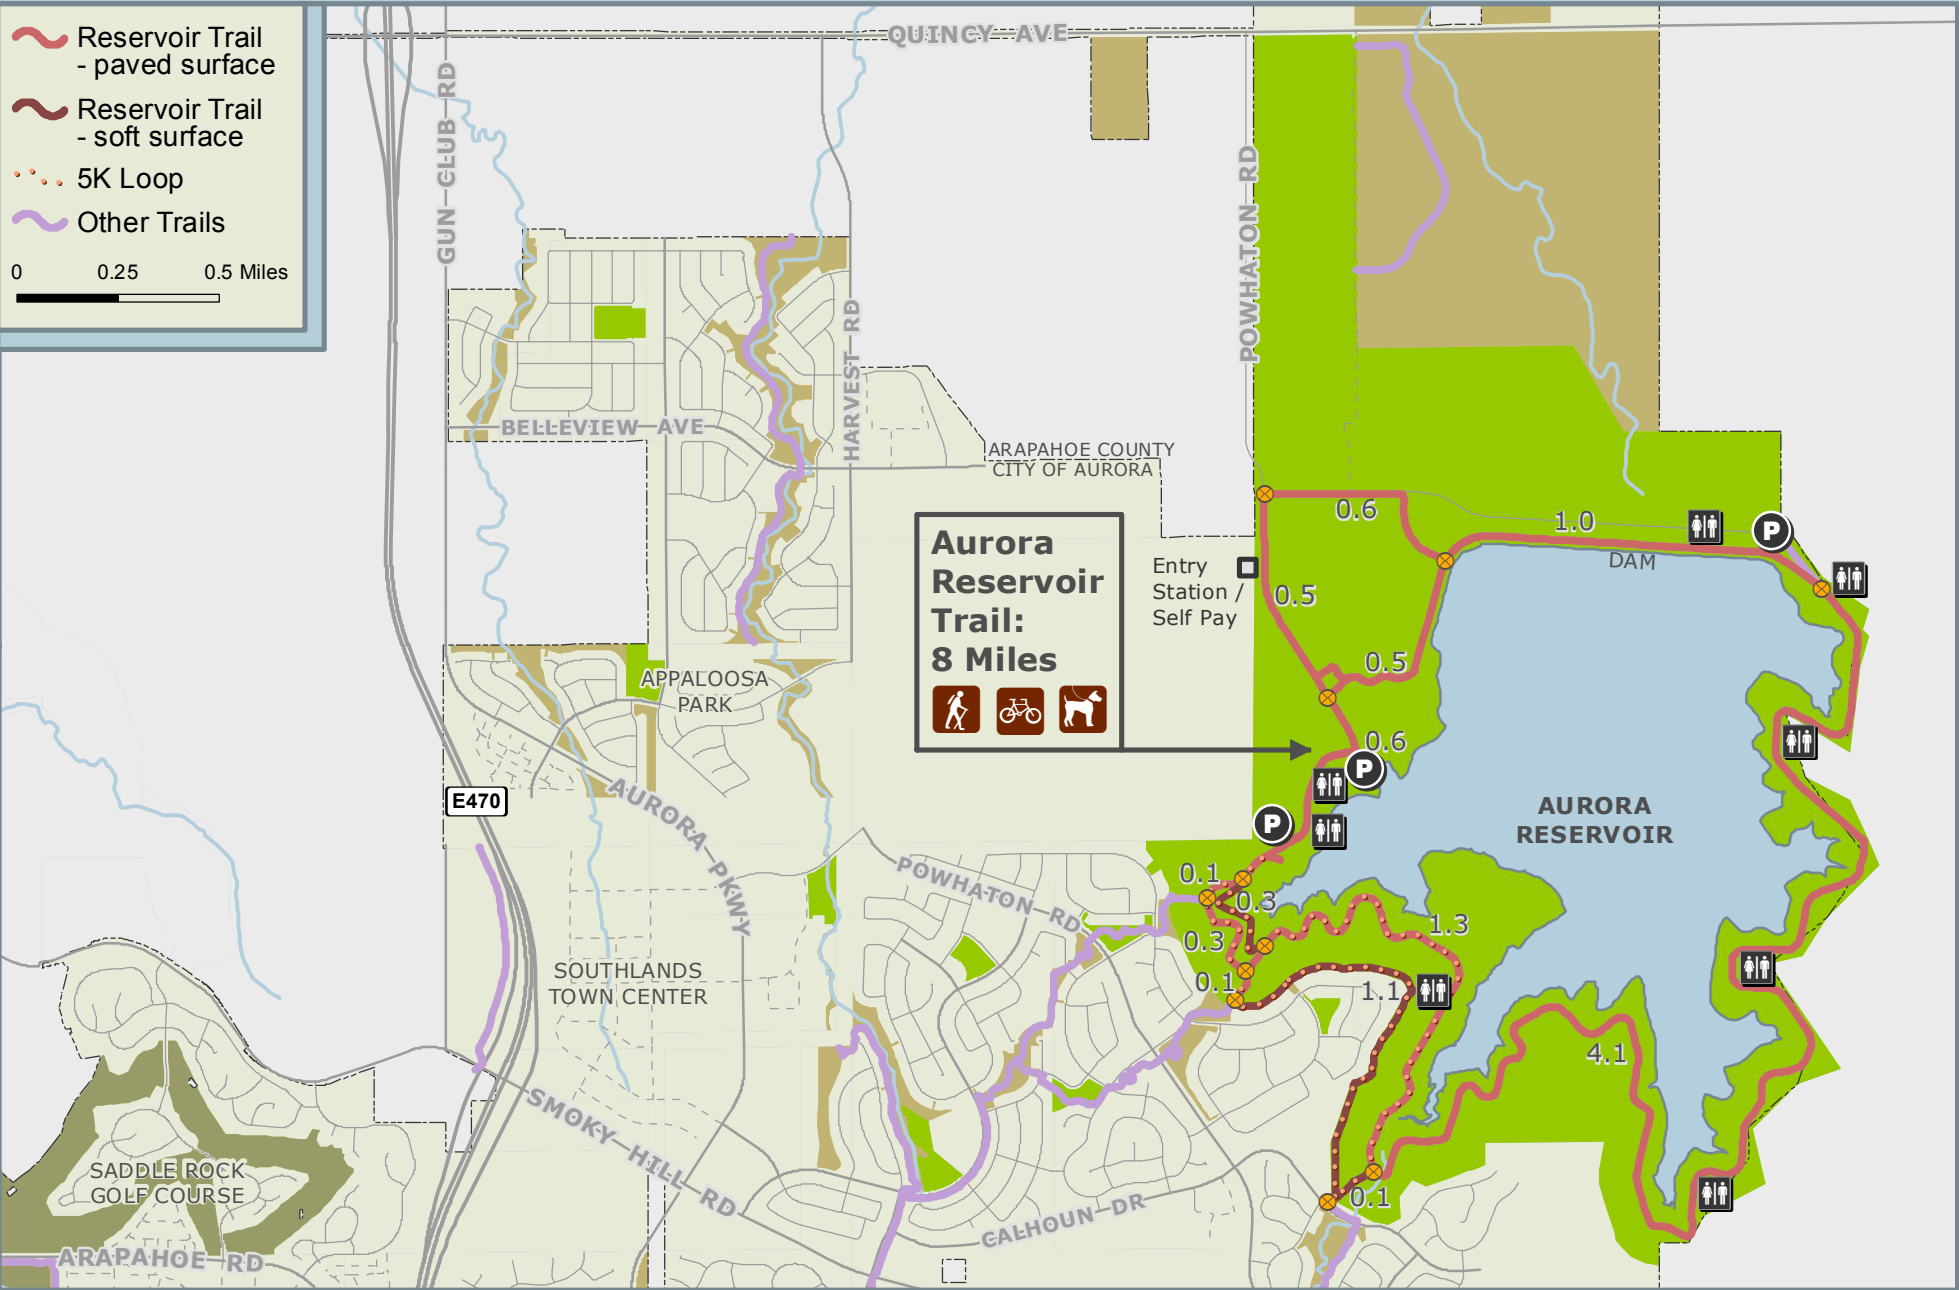 Reservoir Trail
- paved surface
Reservoir Trail
- soft surface
5K Loop
Other Trails
0 0.25 0.5 Miles
QUINCY AVE
GUN CLUB RD
POWHATON RD
HARVEST RD
BELLEVIEW AVE
ARAPAHOE COUNTY
CITY OF AURORA
0.6
1.0
P
DAM
Aurora
Reservoir
Trail:
8 Miles
Entry
Station /
Self Pay
0.5
0.5
0.6
P
P
APPALOOSA
PARK
E470
AURORA PKWY
AURORA
RESERVOIR
POWHATON RD
0.1
0.3
0.3
1.3
0.1
1.1
4.1
SOUTHLANDS
TOWN CENTER
SMOKY HILL RD
SADDLE ROCK
GOLF COURSE
0.1
CALHOUN DR
ARAPAHOE RD